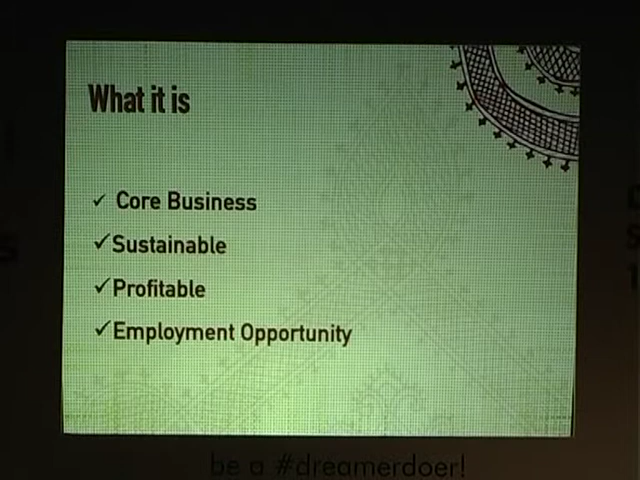 What it is
✓ Core Business
✓ Sustainable
✓ Profitable
✓ Employment Opportunity
be a #dreamerdoer!